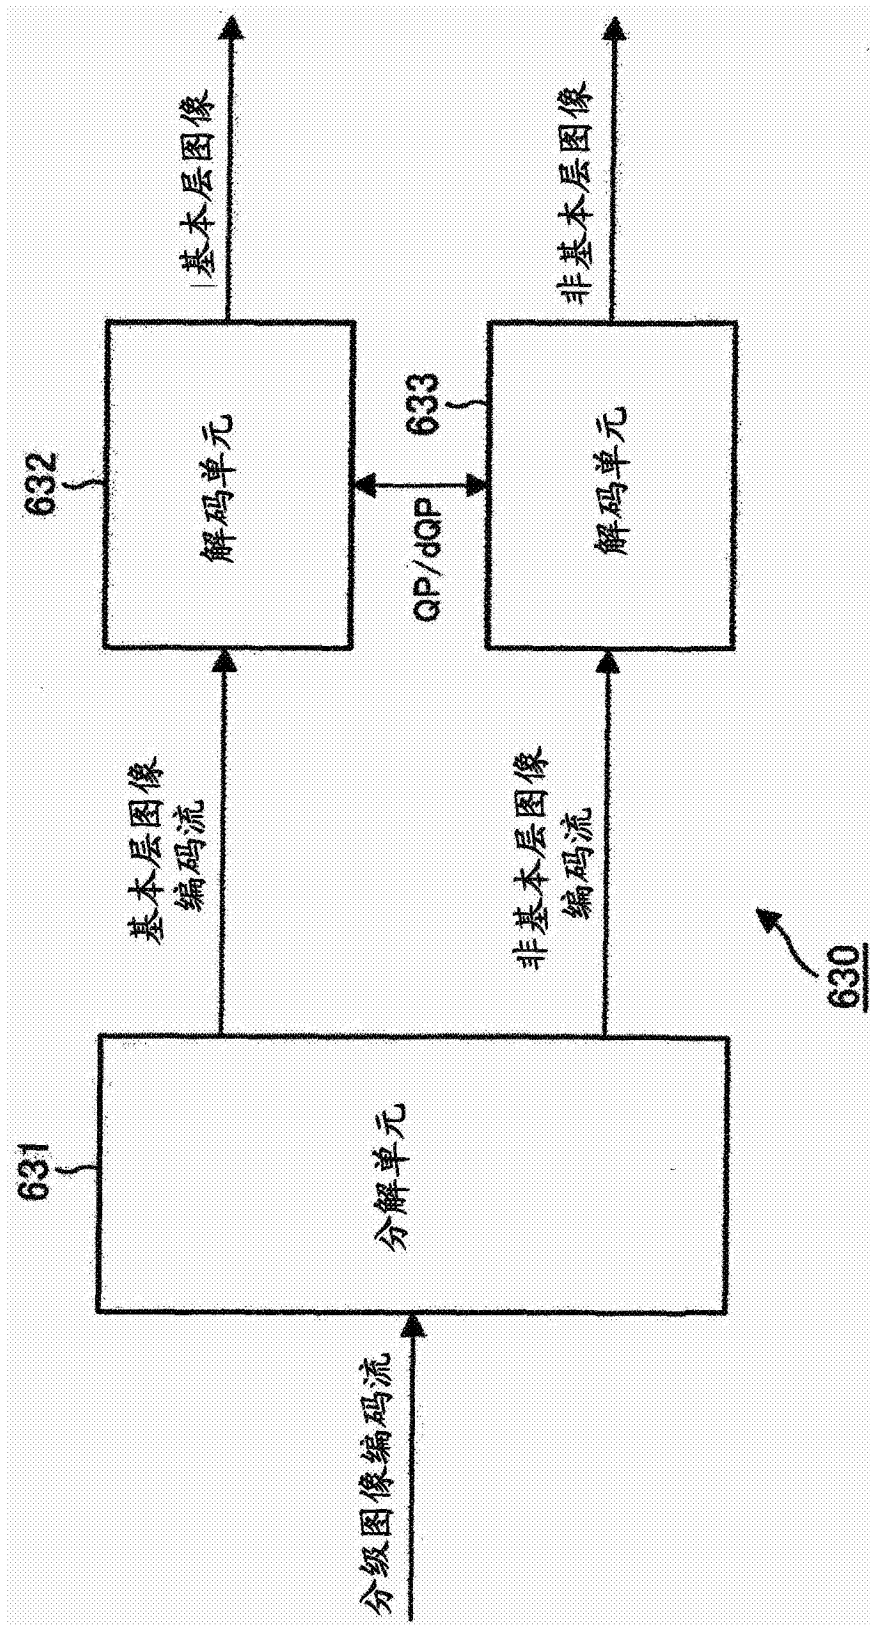 分级图像编码流
631
分解单元
基本层图像
编码流
非基本层图像
编码流
632
解码单元
QP/dQP
633
解码单元
基本层图像
非基本层图像
630